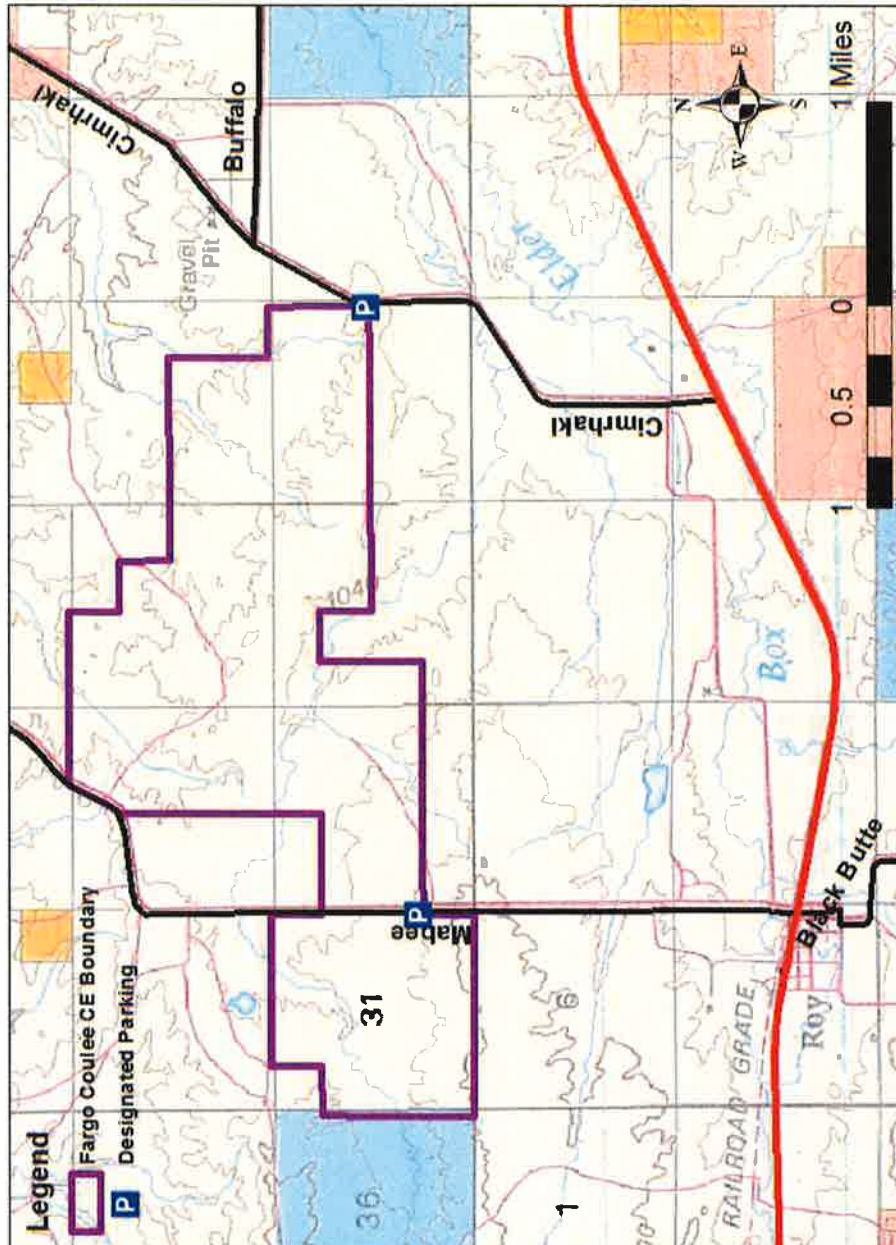 Legend
Fargo Coulee CE Boundary
P Designated Parking
Cimrhakl
Buffalo
Gravel
Pit
1040
P
Mabee
P
36
31
Elder
Cimrhakl
1
6
Box
RAILROAD GRADE
Roy
Black Butte
N
W
E
S
1
0.5
0
1 Miles